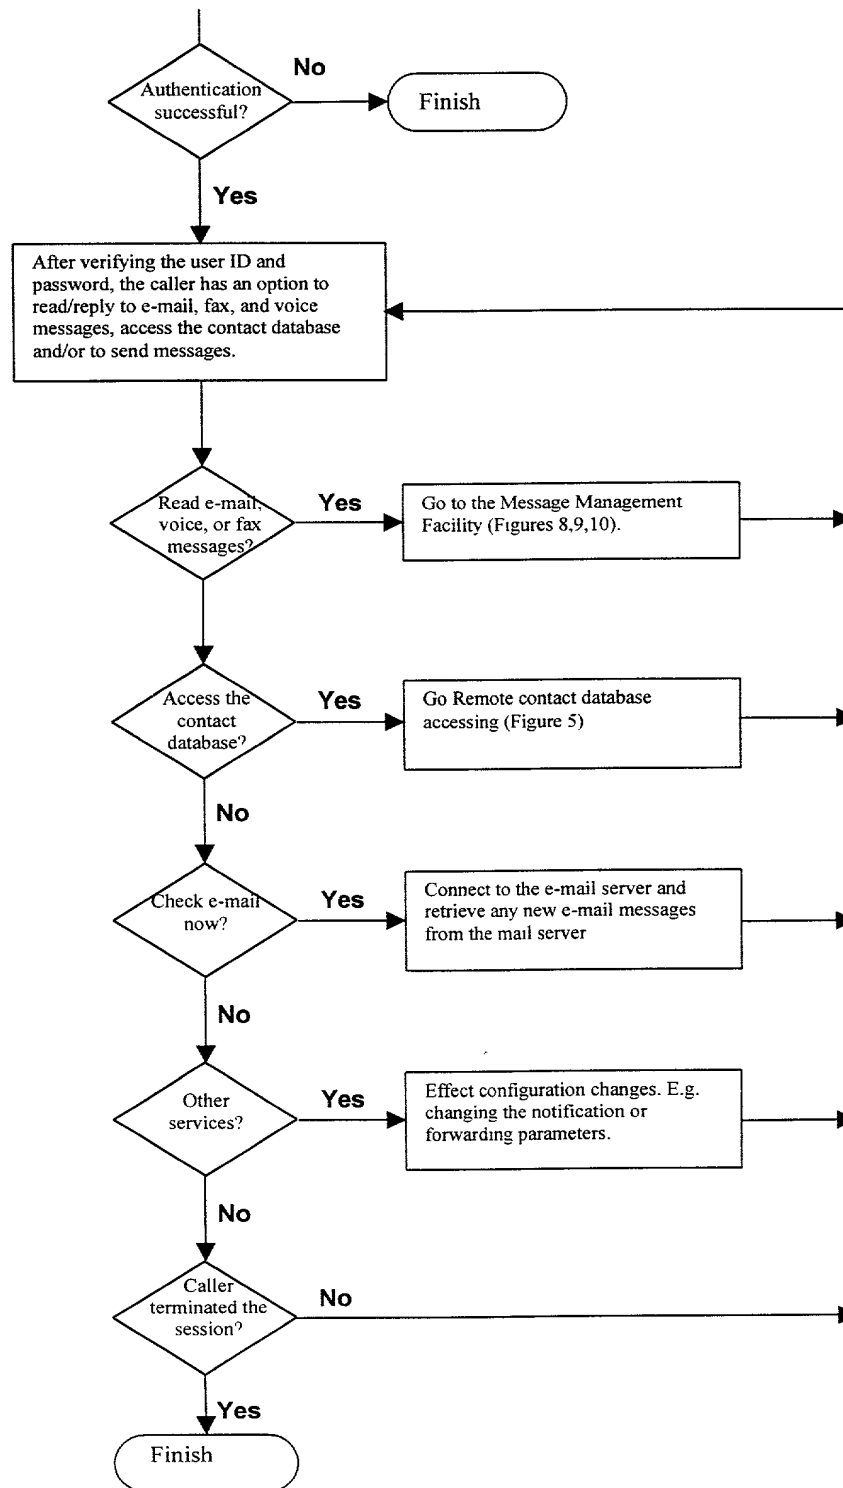 Authentication
successful?
No
Finish
Yes
After verifying the user ID and
password, the caller has an option to
read/reply to e-mail, fax, and voice
messages, access the contact database
and/or to send messages.
Read e-mail,
voice, or fax
messages?
Yes
Go to the Message Management
Facility (Figures 8,9,10).
Access the
contact
database?
Yes
Go Remote contact database
accessing (Figure 5)
No
Check e-mail
now?
Yes
Connect to the e-mail server and
retrieve any new e-mail messages
from the mail server
No
Other
services?
Yes
Effect configuration changes. E.g.
changing the notification or
forwarding parameters.
No
Caller
terminated the
session?
No
Yes
Finish